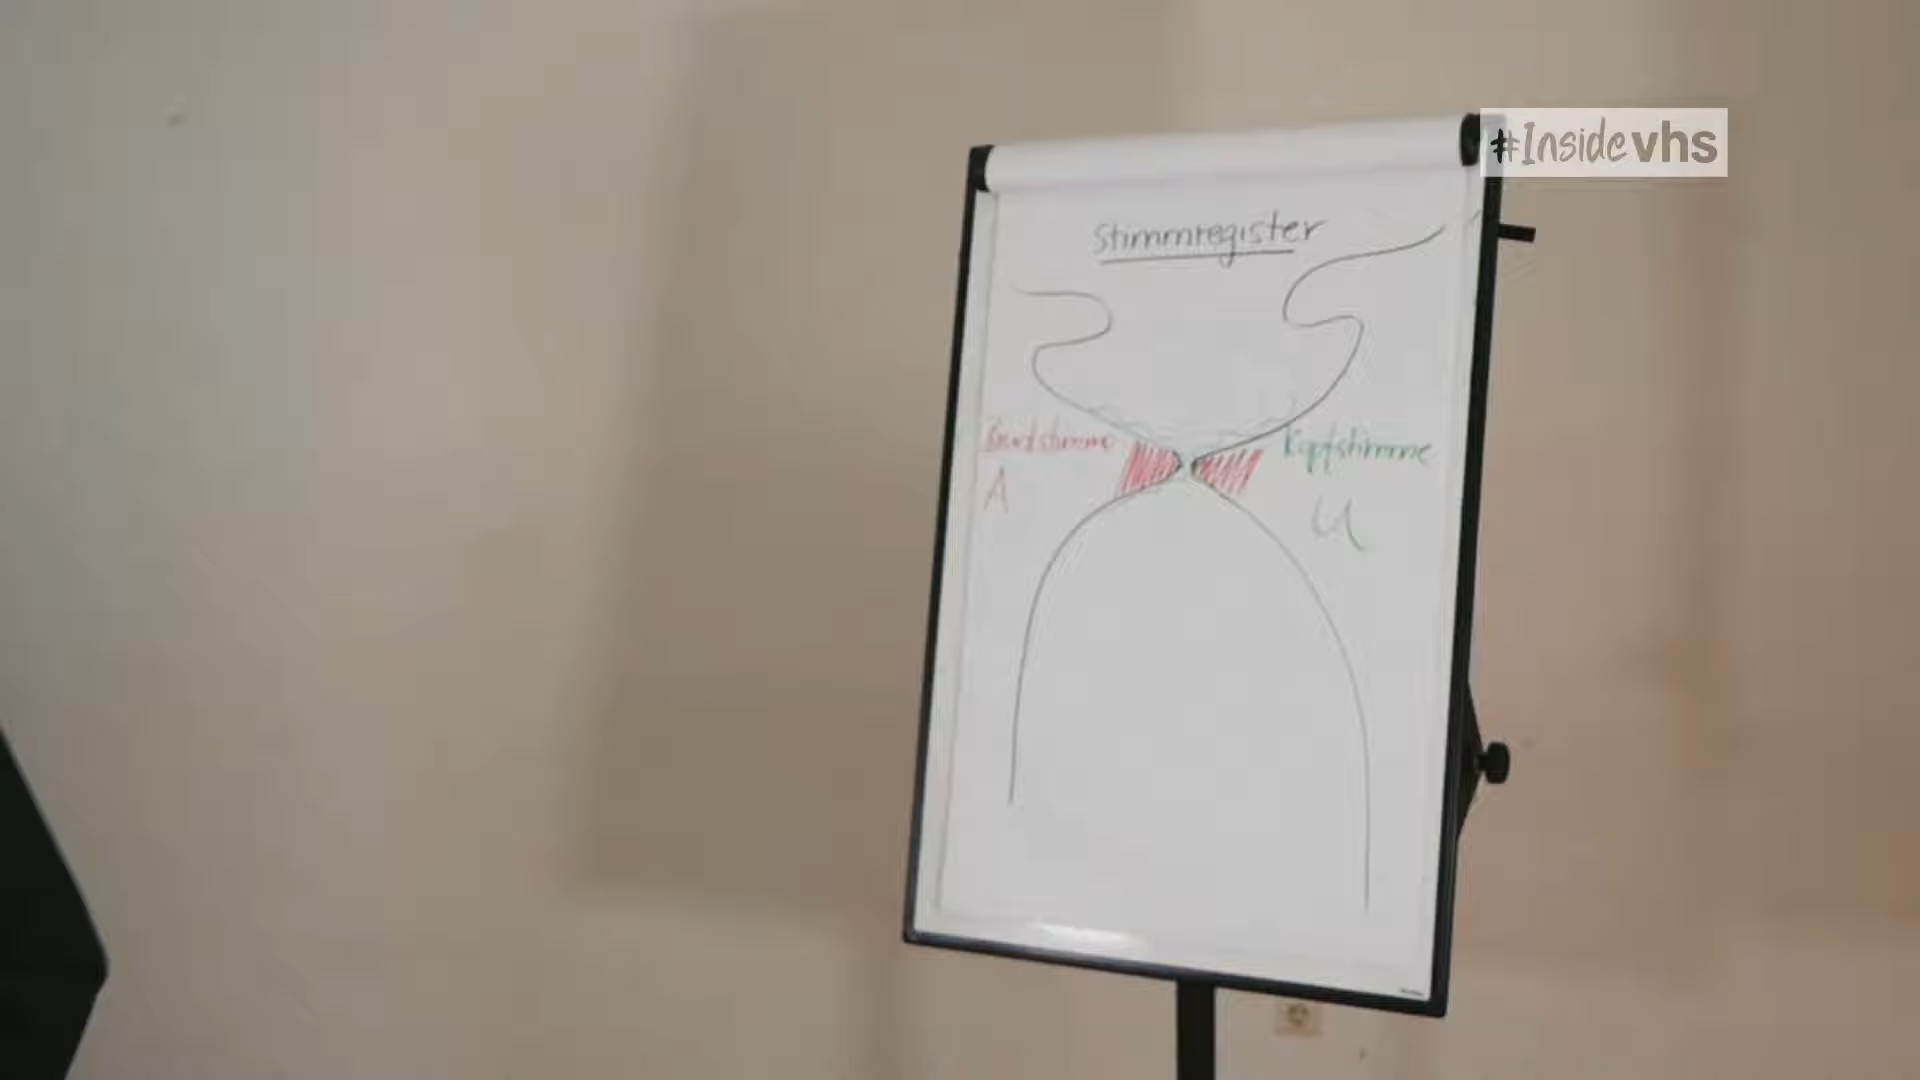 #Insidevhs
Stimmregister
Bruststimme
Kopfstimme
A
U